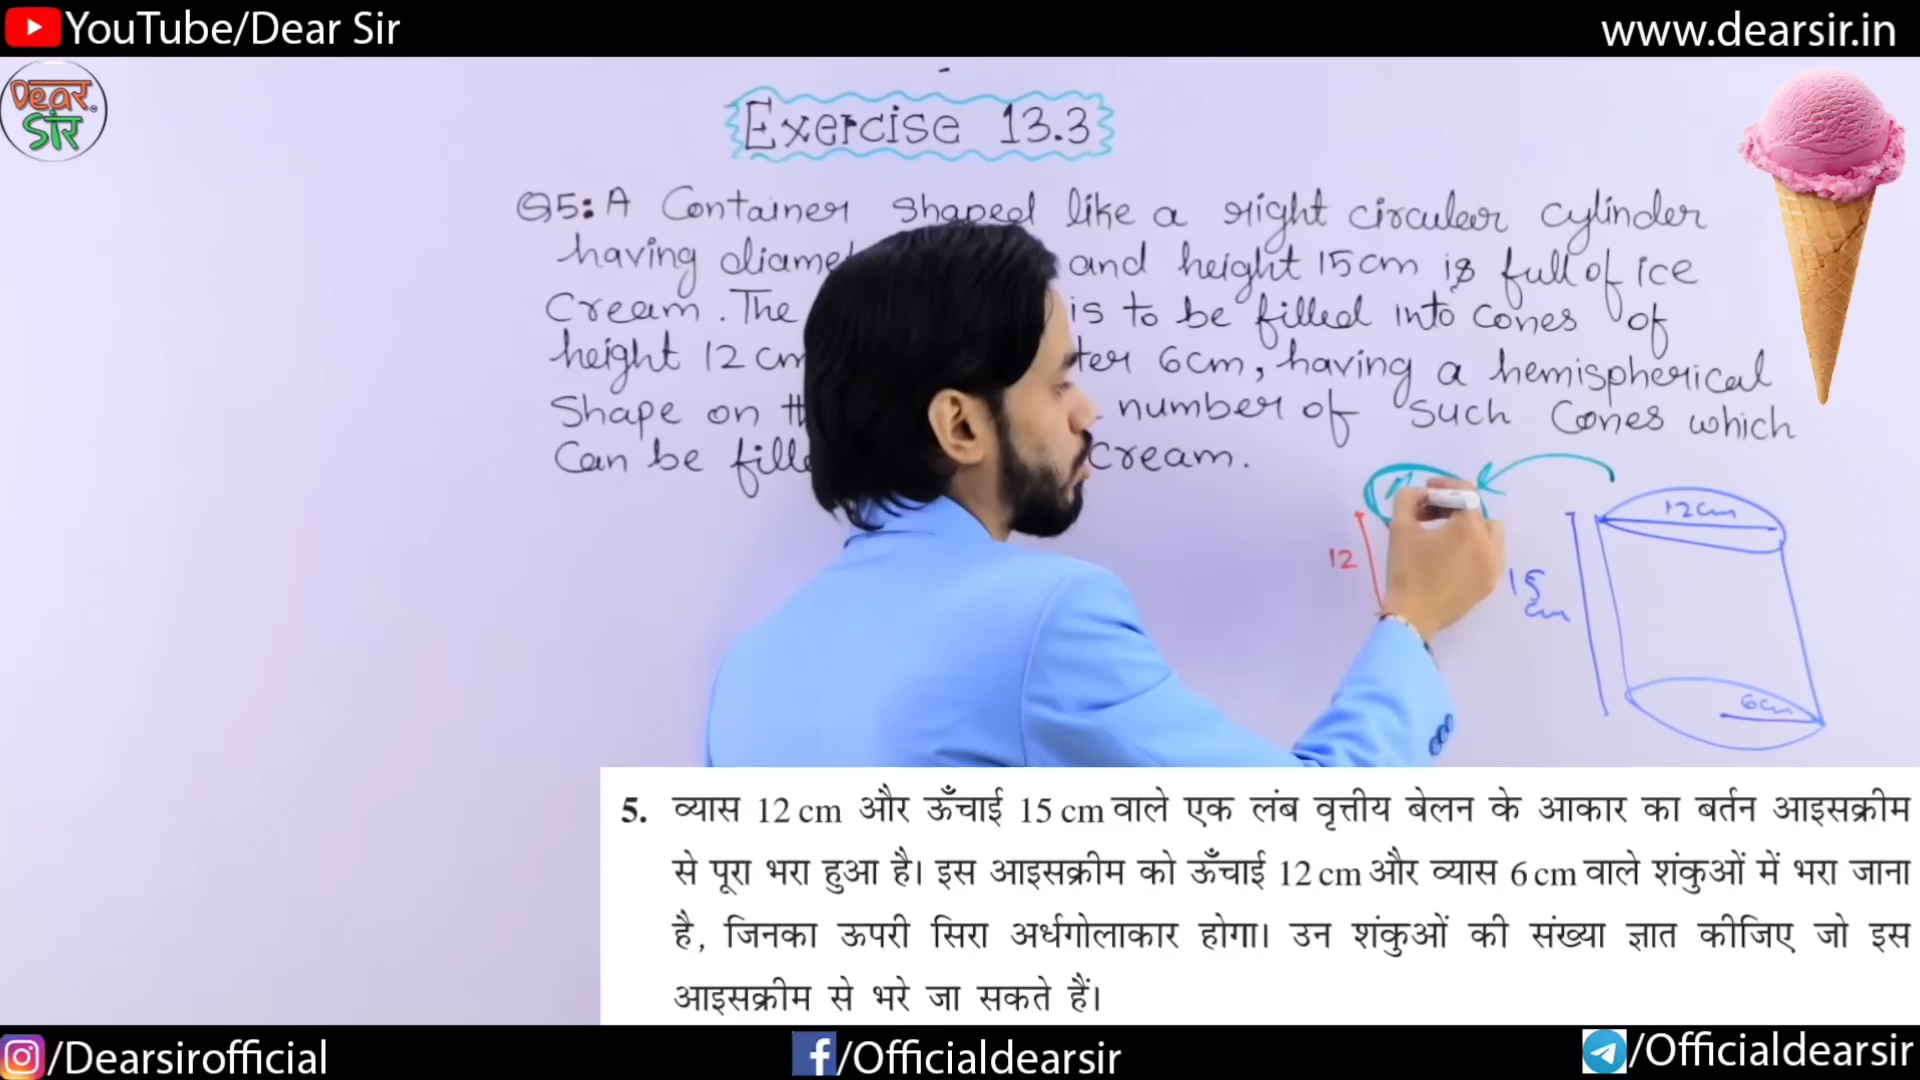 YouTube/Dear Sir
www.dearsir.in
Dear
सर
Exercise 13.3
Q5: A Container shaped like a right circular cylinder
having and height 15cm is full of ice
Cream. The is to be filled into cones of
height 12 cm 6cm, having a hemispherical
Shape on number of such Cones which
Can be Cream.
12
15
cm
12cm
6cm
5. व्यास 12 cm और ऊँचाई 15 cm वाले एक लंब वृत्तीय बेलन के आकार का बर्तन आइसक्रीम
से पूरा भरा हुआ है। इस आइसक्रीम को ऊँचाई 12 cm और व्यास 6 cm वाले शंकुओं में भरा जाना
है, जिनका ऊपरी सिरा अर्धगोलाकार होगा। उन शंकुओं की संख्या ज्ञात कीजिए जो इस
आइसक्रीम से भरे जा सकते हैं।
/Dearsirofficial
/Officialdearsir
/Officialdearsir